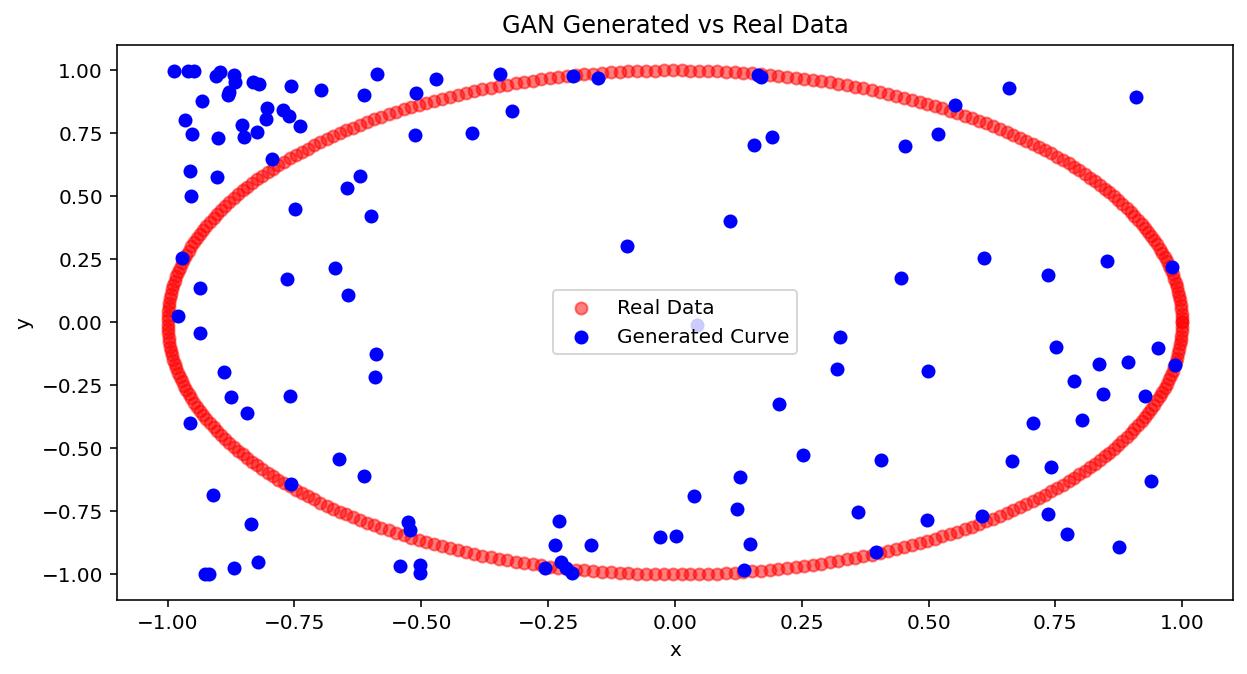 GAN Generated vs Real Data
1.00
0.75
0.50
0.25
0.00
−0.25
−0.50
−0.75
−1.00
y
Real Data
Generated Curve
−1.00 −0.75 −0.50 −0.25 0.00 0.25 0.50 0.75 1.00
x